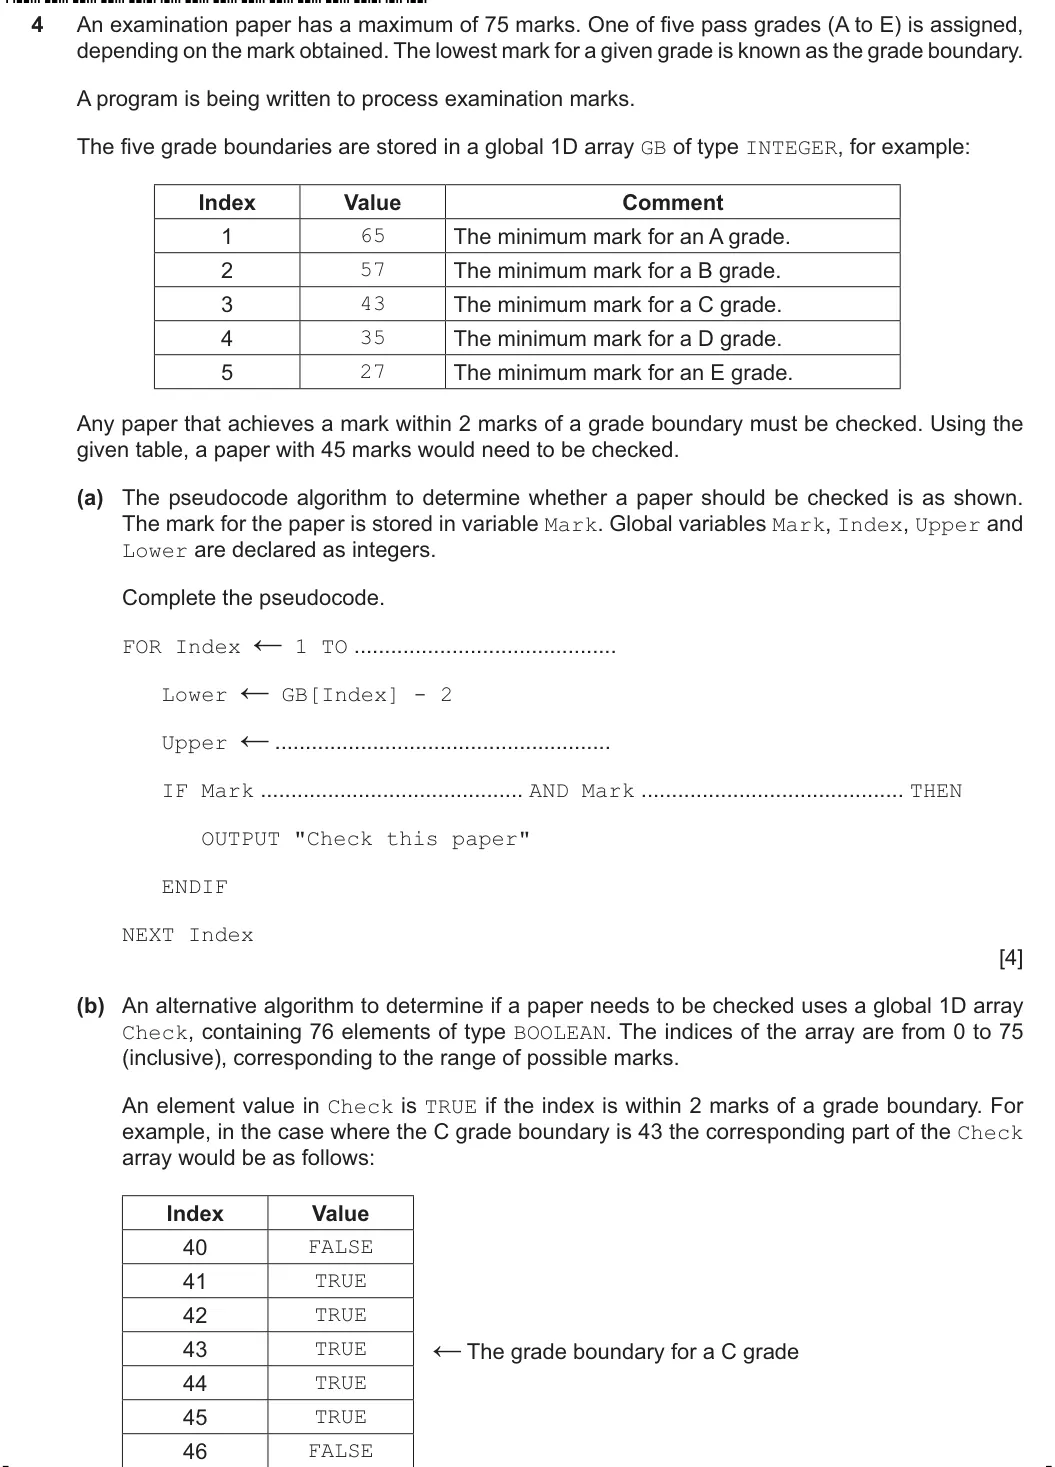 4 An examination paper has a maximum of 75 marks. One of five pass grades (A to E) is assigned,
depending on the mark obtained. The lowest mark for a given grade is known as the grade boundary.
A program is being written to process examination marks.
The five grade boundaries are stored in a global 1D array GB of type INTEGER, for example:
Index Value Comment
1 65 The minimum mark for an A grade.
2 57 The minimum mark for a B grade.
3 43 The minimum mark for a C grade.
4 35 The minimum mark for a D grade.
5 27 The minimum mark for an E grade.
Any paper that achieves a mark within 2 marks of a grade boundary must be checked. Using the
given table, a paper with 45 marks would need to be checked.
(a) The pseudocode algorithm to determine whether a paper should be checked is as shown.
The mark for the paper is stored in variable Mark. Global variables Mark, Index, Upper and
Lower are declared as integers.
Complete the pseudocode.
FOR Index ← 1 TO ...........................................
Lower ← GB[Index] - 2
Upper ← .......................................................
IF Mark ........................................... AND Mark ........................................... THEN
OUTPUT "Check this paper"
ENDIF
NEXT Index
[4]
(b) An alternative algorithm to determine if a paper needs to be checked uses a global 1D array
Check, containing 76 elements of type BOOLEAN. The indices of the array are from 0 to 75
(inclusive), corresponding to the range of possible marks.
An element value in Check is TRUE if the index is within 2 marks of a grade boundary. For
example, in the case where the C grade boundary is 43 the corresponding part of the Check
array would be as follows:
Index Value
40 FALSE
41 TRUE
42 TRUE
43 TRUE ← The grade boundary for a C grade
44 TRUE
45 TRUE
46 FALSE